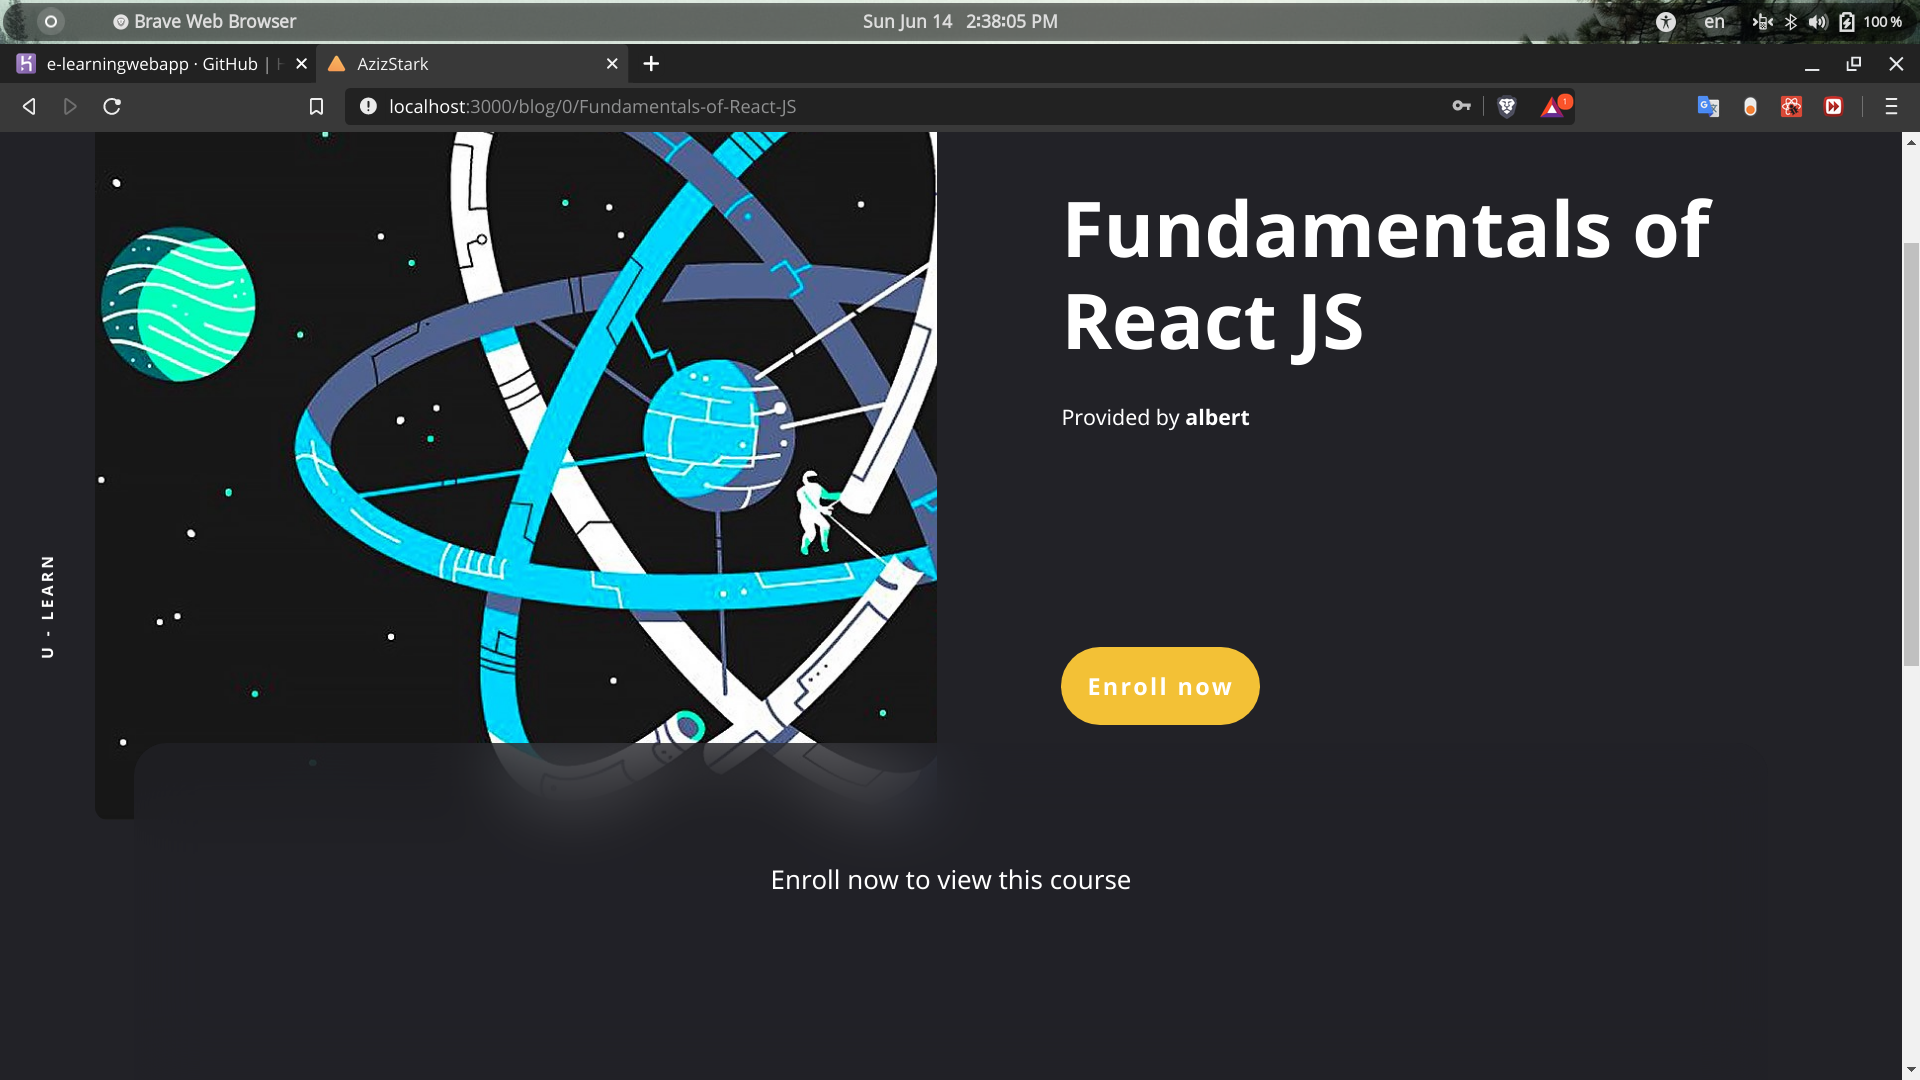 Brave Web Browser
Sun Jun 14 2:38:05 PM
en
100 %
e-learningwebapp · GitHub |
AzizStark
localhost:3000/blog/0/Fundamentals-of-React-JS
Fundamentals of
React JS
Provided by albert
U - LEARN
Enroll now
Enroll now to view this course